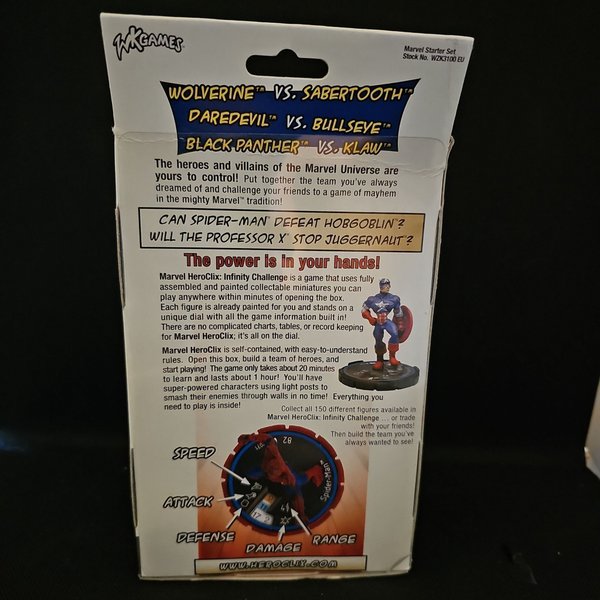 WKGAMES
Marvel Starter Set
Stock No. WZK3100 EU
WOLVERINE™ VS. SABERTOOTH™
DAREDEVIL™ VS. BULLSEYE™
BLACK PANTHER™ VS. KLAW™
The heroes and villains of the Marvel Universe are
yours to control! Put together the team you've always
dreamed of and challenge your friends to a game of mayhem
in the mighty Marvel™ tradition!
CAN SPIDER-MAN® DEFEAT HOBGOBLIN™?
WILL THE PROFESSOR X® STOP JUGGERNAUT™?
The power is in your hands!
Marvel HeroClix: Infinity Challenge is a game that uses fully
assembled and painted collectable miniatures you can
play anywhere within minutes of opening the box.
Each figure is already painted for you and stands on a
unique dial with all the game information built in!
There are no complicated charts, tables, or record keeping
for Marvel HeroClix; it's all on the dial.
Marvel HeroClix is self-contained, with easy-to-understand
rules. Open this box, build a team of heroes, and
start playing! The game only takes about 20 minutes
to learn and lasts about 1 hour! You'll have
super-powered characters using light posts to
smash their enemies through walls in no time! Everything you
need to play is inside!
Collect all 150 different figures available in
Marvel HeroClix: Infinity Challenge ... or trade
with your friends!
Then build the team you've
always wanted to see!
82
Spider-Man™
SPEED
ATTACK
DEFENSE
DAMAGE
RANGE
17
WWW.HEROCLIX.COM